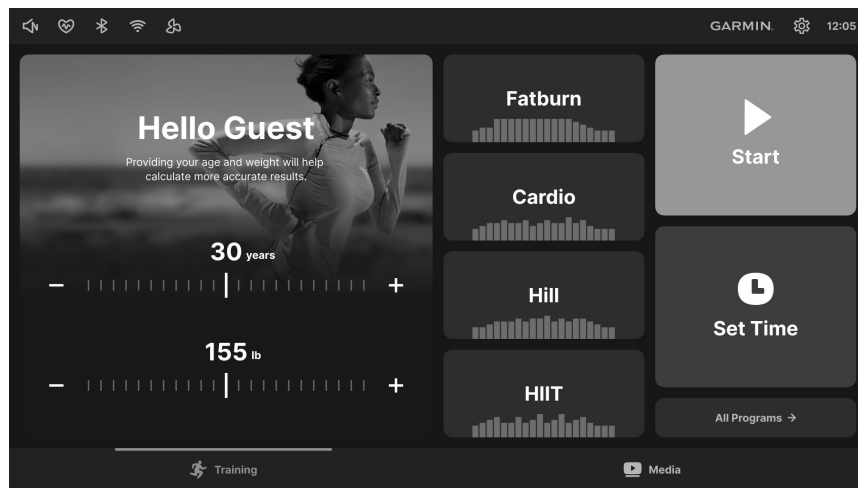 GARMIN.
12:05
Hello Guest
Providing your age and weight will help
calculate more accurate results.
30 years
155 lb
Fatburn
Cardio
Hill
HIIT
Start
Set Time
All Programs →
Training
Media